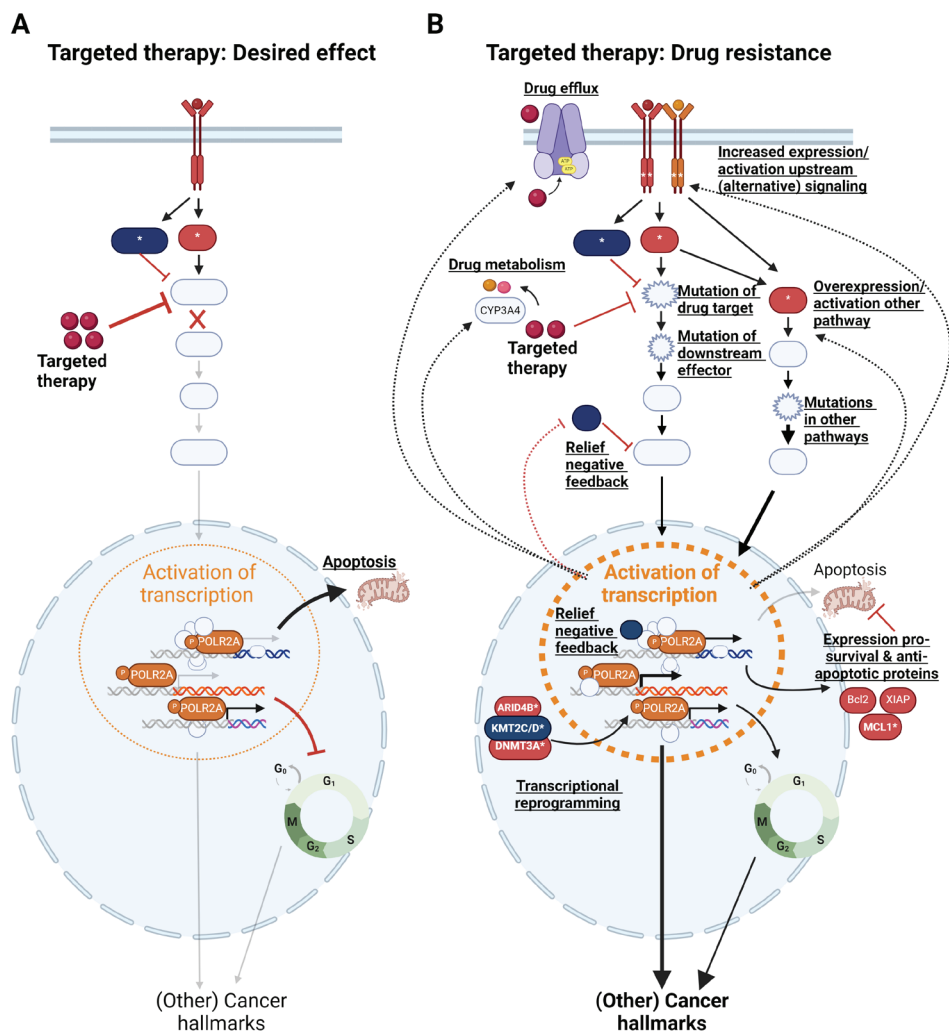 A
Targeted therapy: Desired effect
*
*
Targeted
therapy
Activation of
transcription
Apoptosis
P
POLR2A
P
POLR2A
P
POLR2A
G0
G1
M
G2
S
(Other) Cancer
hallmarks
B
Targeted therapy: Drug resistance
Drug efflux
ATP
ATP
**
**
Increased expression/
activation upstream
(alternative) signaling
*
*
Drug metabolism
CYP3A4
Targeted
therapy
Mutation of
drug target
Mutation of
downstream
effector
*
Overexpression/
activation other
pathway
Mutations
in other
pathways
Relief
negative
feedback
Activation of
transcription
Relief
negative
feedback
P
POLR2A
P
POLR2A
P
POLR2A
Apoptosis
Expression pro-
survival & anti-
apoptotic proteins
Bcl2
XIAP
MCL1*
ARID4B*
KMT2C/D*
DNMT3A*
Transcriptional
reprogramming
G0
G1
M
G2
S
(Other) Cancer
hallmarks